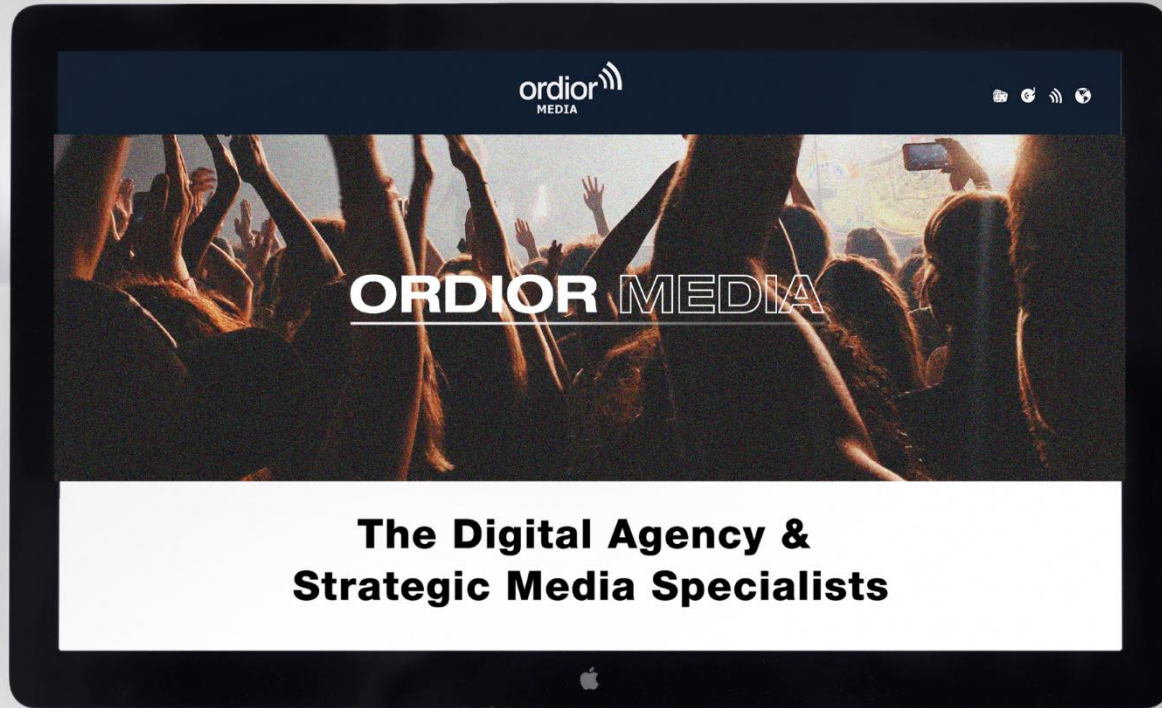 ordior
MEDIA
ORDIOR MEDIA
The Digital Agency &
Strategic Media Specialists